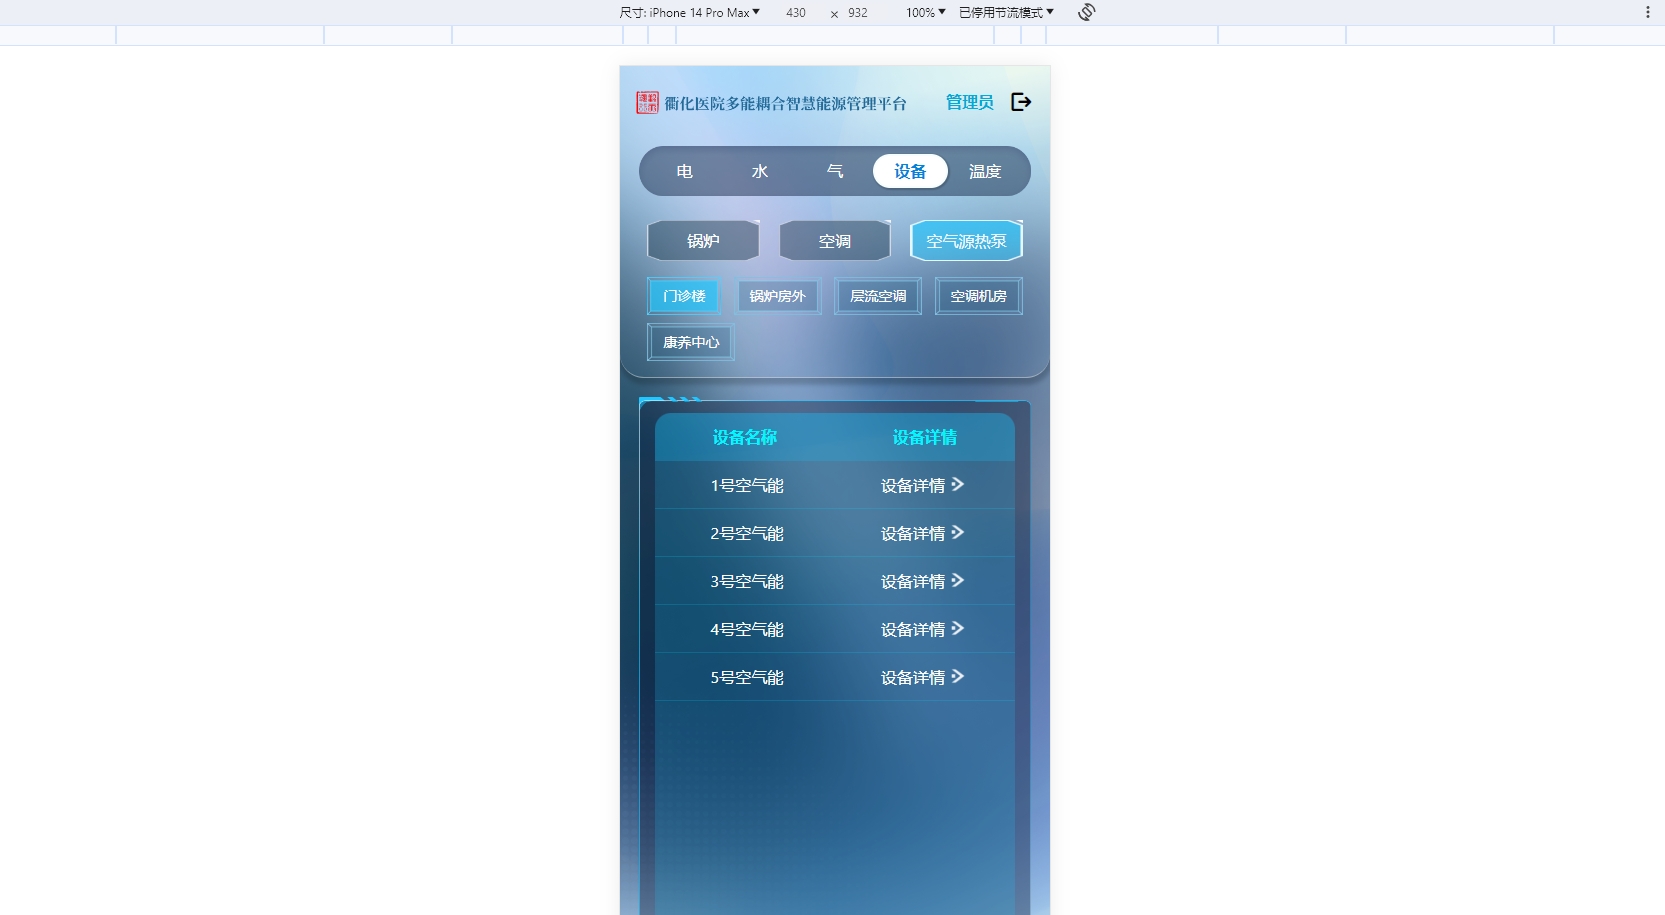 尺寸: iPhone 14 Pro Max 430 × 932 100% 已停用节流模式
衢化医院多能耦合智慧能源管理平台 管理员
电 水 气 设备 温度
锅炉 空调 空气源热泵
门诊楼 锅炉房外 层流空调 空调机房
康养中心
设备名称 设备详情
1号空气能 设备详情
2号空气能 设备详情
3号空气能 设备详情
4号空气能 设备详情
5号空气能 设备详情